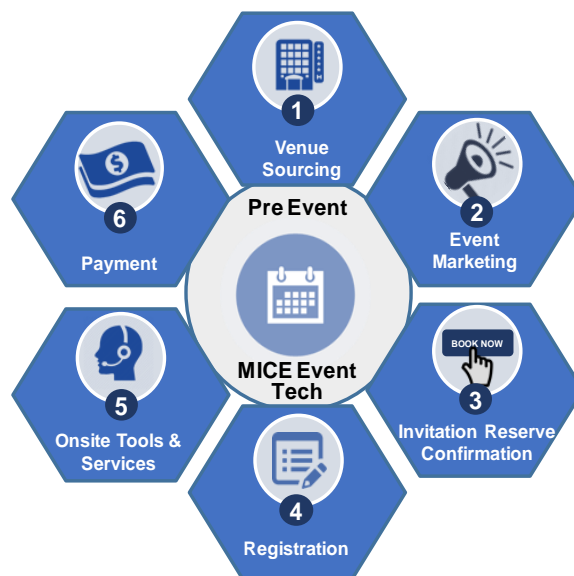 1
Venue
Sourcing
2
Event
Marketing
BOOK NOW
3
Invitation Reserve
Confirmation
4
Registration
5
Onsite Tools &
Services
$
6
Payment
Pre Event
MICE Event
Tech